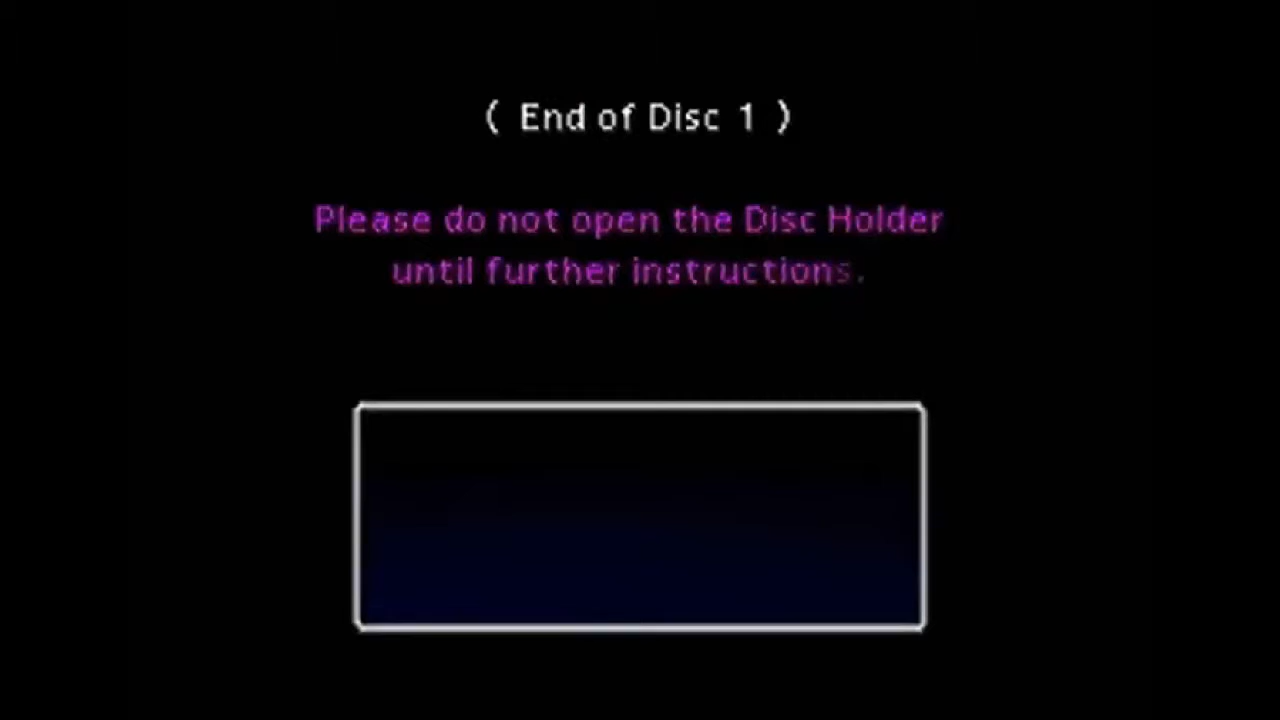 ( End of Disc 1 )
Please do not open the Disc Holder
until further instructions.